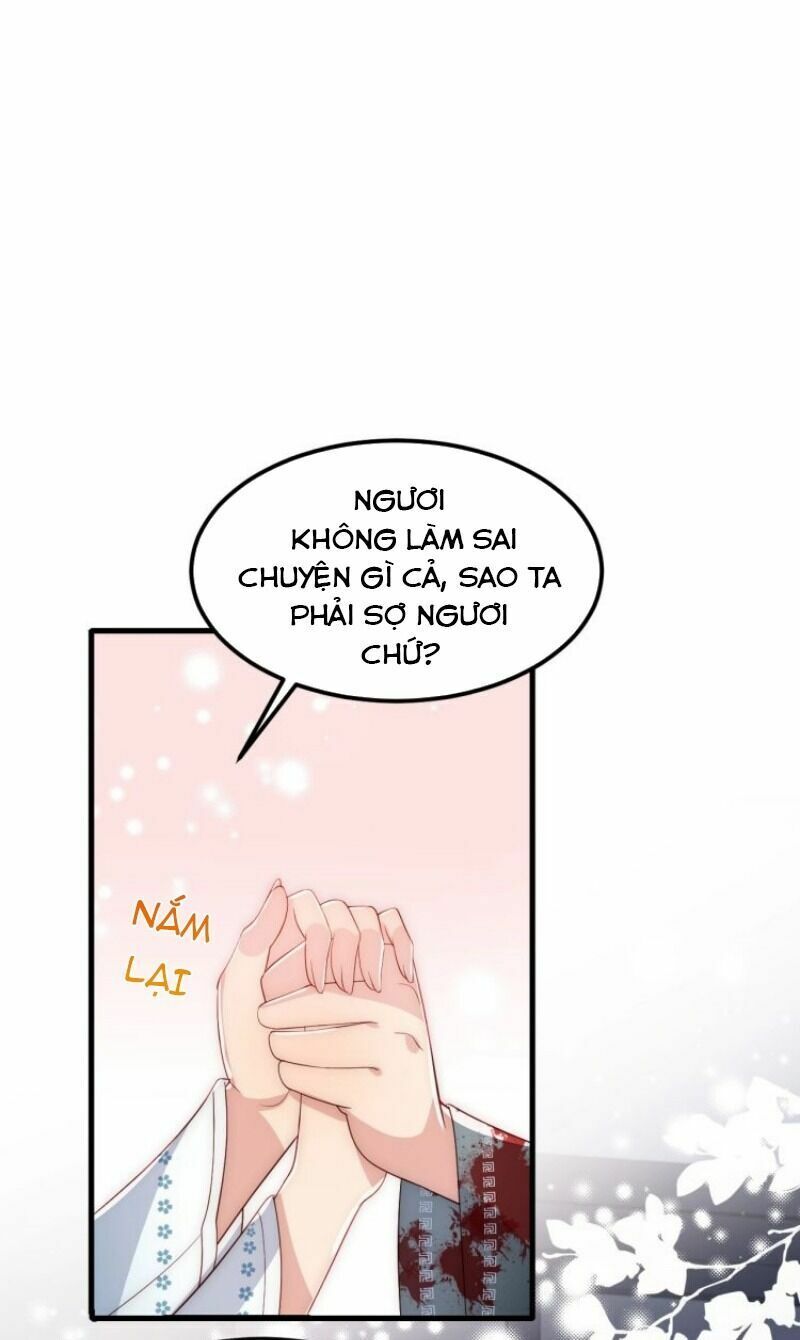 NGƯƠI
KHÔNG LÀM SAI
CHUYỆN GÌ CẢ, SAO TA
PHẢI SỢ NGƯƠI
CHỨ?
NẮM
LẠI